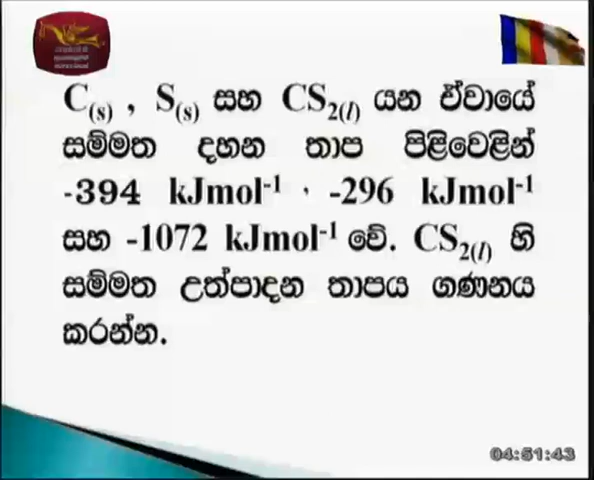 C(s) , S(s) සහ CS2(l) යන ඒවායේ
සම්මත දහන තාප පිළිවෙළින්
-394 kJmol-1 , -296 kJmol-1
සහ -1072 kJmol-1 වේ. CS2(l) හි
සම්මත උත්පාදන තාපය ගණනය
කරන්න.
04:51:43